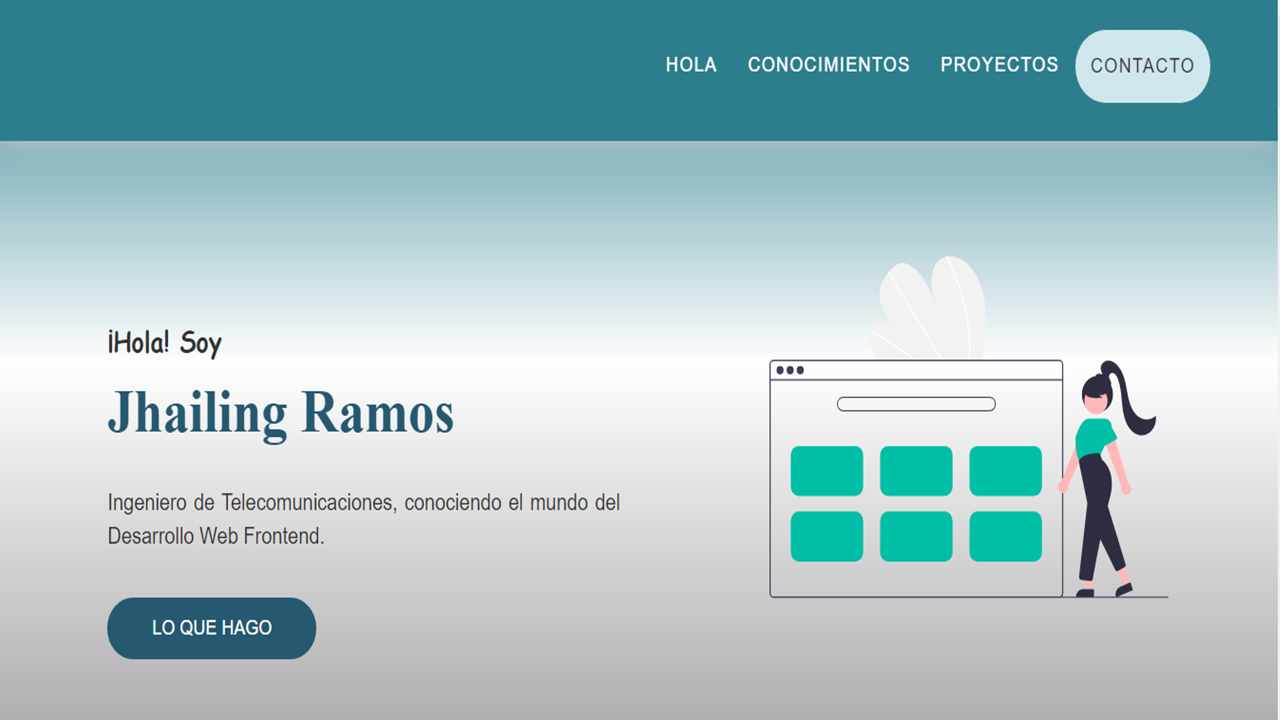 HOLA CONOCIMIENTOS PROYECTOS CONTACTO
¡Hola! Soy
Jhailing Ramos
Ingeniero de Telecomunicaciones, conociendo el mundo del
Desarrollo Web Frontend.
LO QUE HAGO